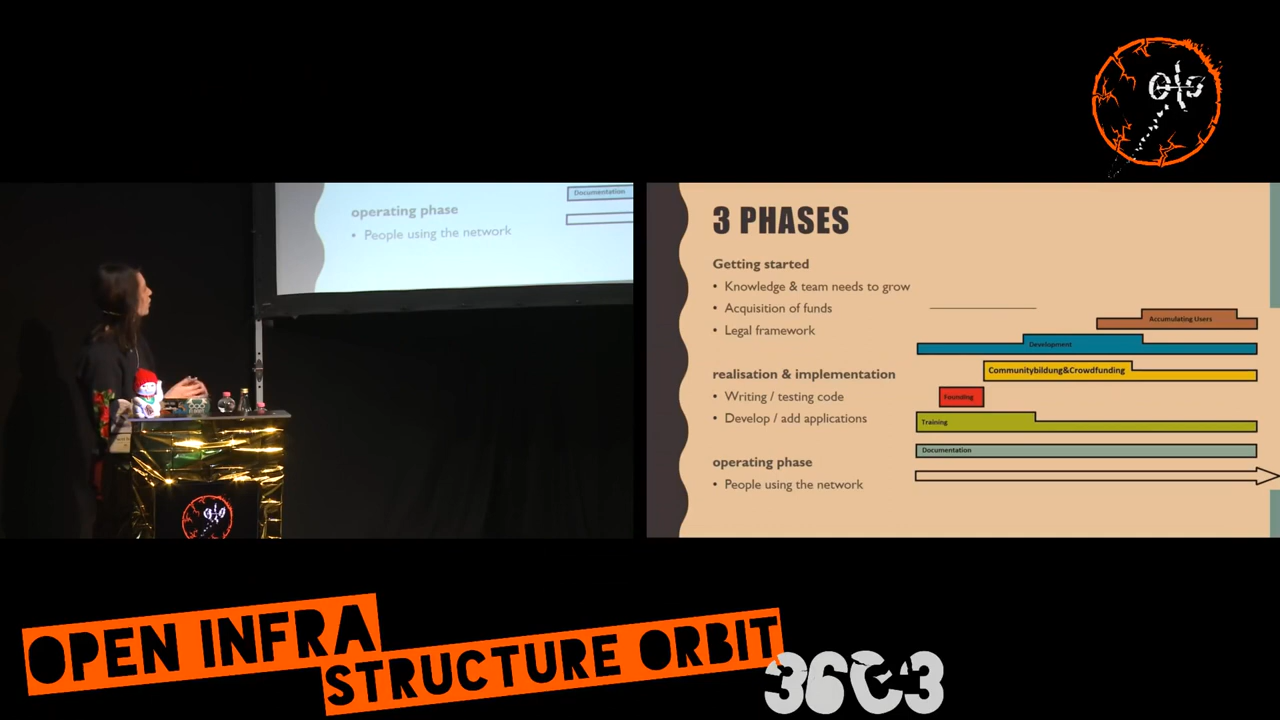 Documentation
operating phase
• People using the network
3 PHASES
Getting started
• Knowledge & team needs to grow
• Acquisition of funds
• Legal framework
realisation & implementation
• Writing / testing code
• Develop / add applications
operating phase
• People using the network
Accumulating Users
Development
Communitybildung&Crowdfunding
Founding
Training
Documentation
OPEN INFRA
STRUCTURE ORBIT
36C3